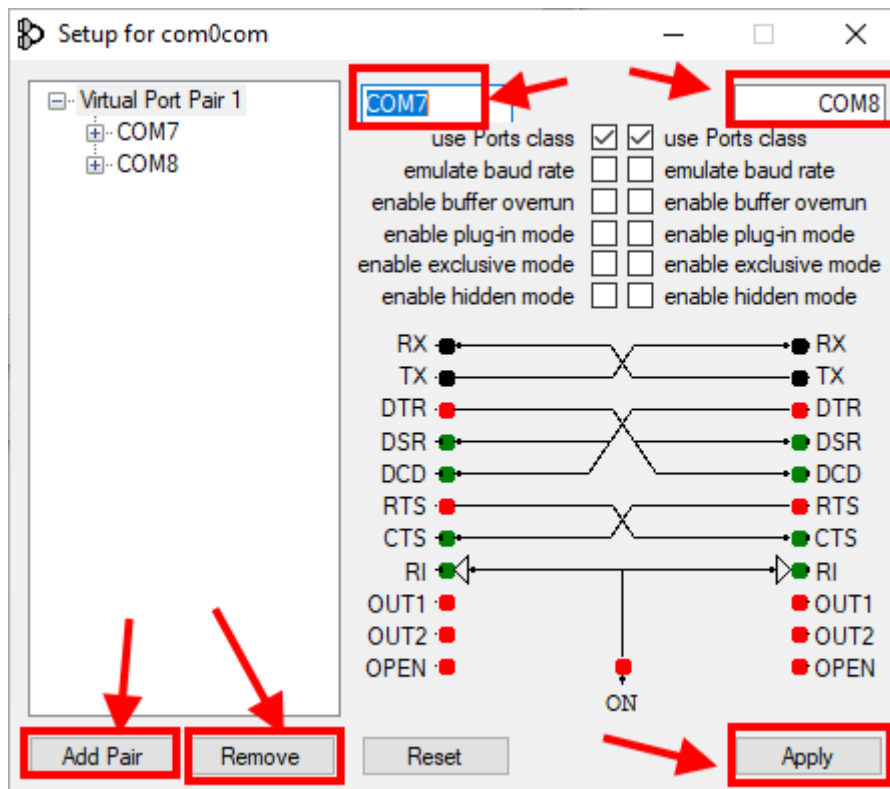 Setup for com0com
Virtual Port Pair 1
COM7
COM8
COM7 COM8
use Ports class use Ports class
emulate baud rate emulate baud rate
enable buffer overrun enable buffer overrun
enable plug-in mode enable plug-in mode
enable exclusive mode enable exclusive mode
enable hidden mode enable hidden mode
RX RX
TX TX
DTR DTR
DSR DSR
DCD DCD
RTS RTS
CTS CTS
RI RI
OUT1 OUT1
OUT2 OUT2
OPEN OPEN
ON
Add Pair Remove Reset Apply